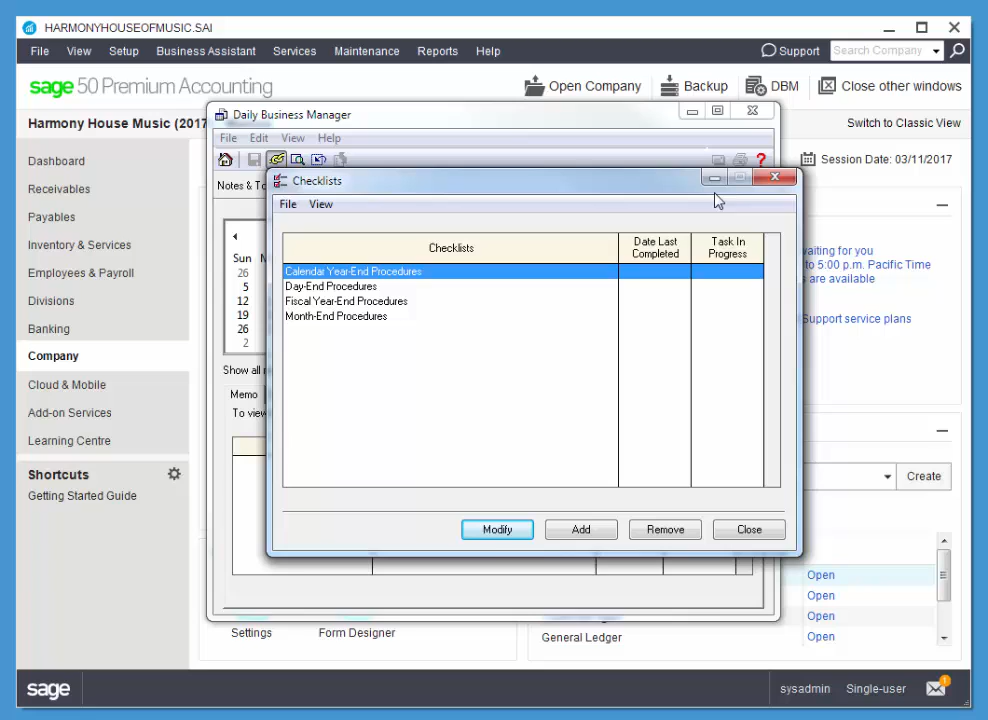 HARMONYHOUSEOFMUSIC.SAI
File View Setup Business Assistant Services Maintenance Reports Help
Support
Search Company
sage 50 Premium Accounting
Open Company
Backup
DBM
Close other windows
Harmony House Music (2017
Switch to Classic View
Session Date: 03/11/2017
Dashboard
Receivables
Payables
Inventory & Services
Employees & Payroll
Divisions
Banking
Company
Cloud & Mobile
Add-on Services
Learning Centre
Shortcuts
Getting Started Guide
Daily Business Manager
File Edit View Help
Notes & To
Sun
26
5
12
19
26
2
Show all
Memo
To view
Checklists
File View
Checklists
Date Last Completed
Task In Progress
Calendar Year-End Procedures
Day-End Procedures
Fiscal Year-End Procedures
Month-End Procedures
Modify
Add
Remove
Close
waiting for you
to 5:00 p.m. Pacific Time
are available
Support service plans
Create
Open
Open
Open
Open
Settings
Form Designer
General Ledger
sage
sysadmin
Single-user
1